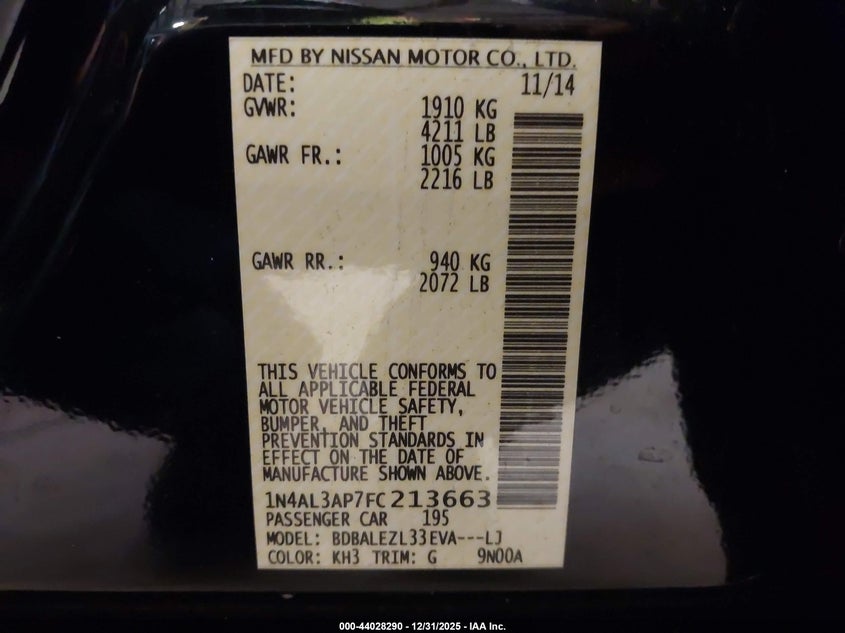 MFD BY NISSAN MOTOR CO., LTD.
DATE: 11/14
GVWR: 1910 KG
4211 LB
GAWR FR.: 1005 KG
2216 LB
GAWR RR.: 940 KG
2072 LB
THIS VEHICLE CONFORMS TO
ALL APPLICABLE FEDERAL
MOTOR VEHICLE SAFETY,
BUMPER, AND THEFT
PREVENTION STANDARDS IN
EFFECT ON THE DATE OF
MANUFACTURE SHOWN ABOVE.
1N4AL3AP7FC213663
PASSENGER CAR 195
MODEL: BDBALEZL33EVA---LJ
COLOR: KH3 TRIM: G 9N00A
000-44028290 - 12/31/2025 - IAA Inc.